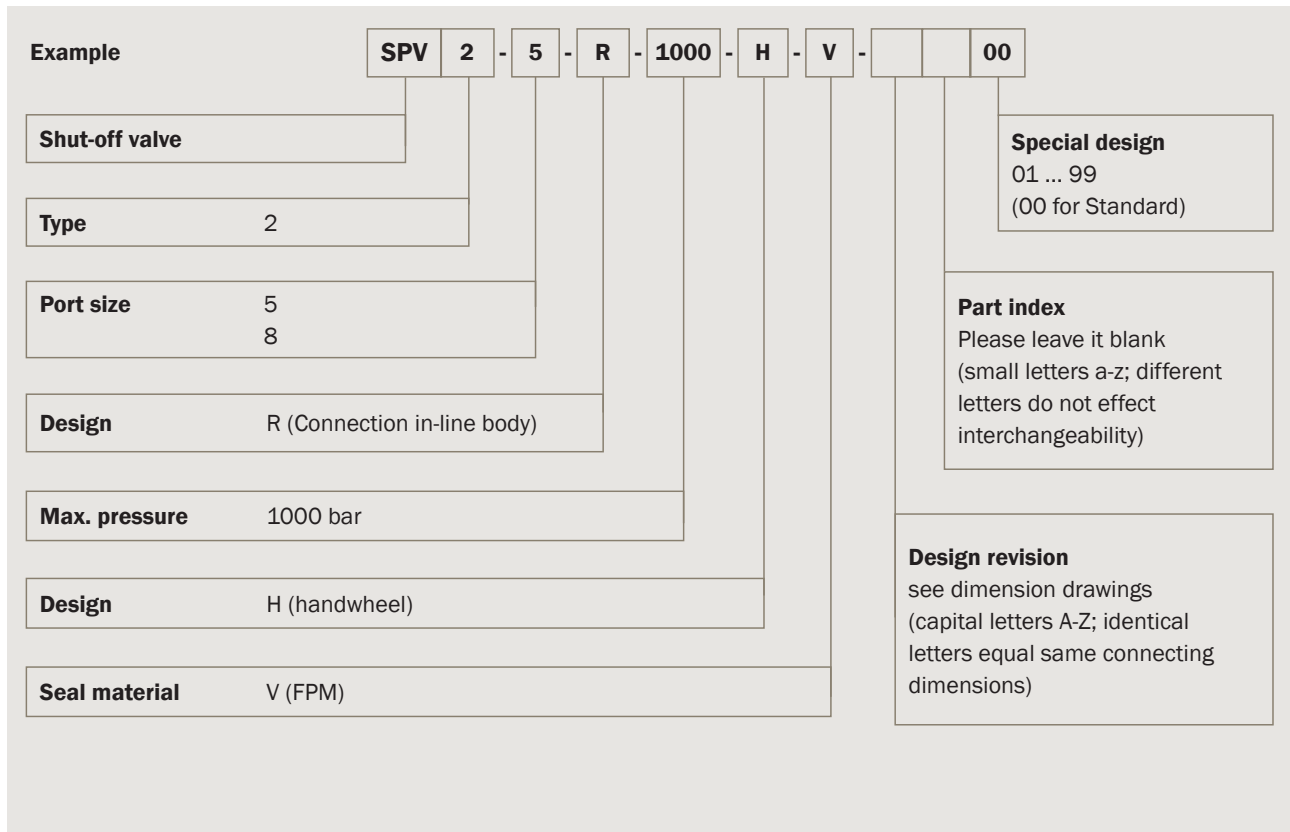 Example SPV 2 - 5 - R - 1000 - H - V - 00
Shut-off valve
Type 2
Port size 5
8
Design R (Connection in-line body)
Max. pressure 1000 bar
Design H (handwheel)
Seal material V (FPM)
Special design
01 ... 99
(00 for Standard)
Part index
Please leave it blank
(small letters a-z; different
letters do not effect
interchangeability)
Design revision
see dimension drawings
(capital letters A-Z; identical
letters equal same connecting
dimensions)